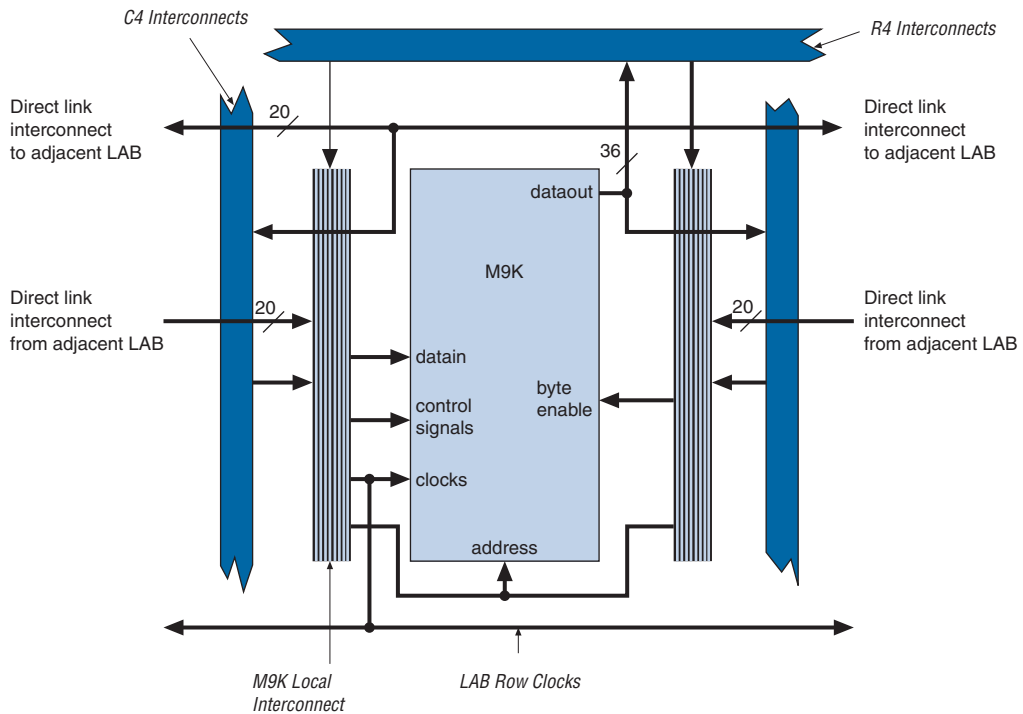 C4 Interconnects
R4 Interconnects
Direct link
interconnect
to adjacent LAB
20
Direct link
interconnect
to adjacent LAB
36
dataout
M9K
Direct link
interconnect
from adjacent LAB
20
20
Direct link
interconnect
from adjacent LAB
datain
byte
enable
control
signals
clocks
address
M9K Local
Interconnect
LAB Row Clocks